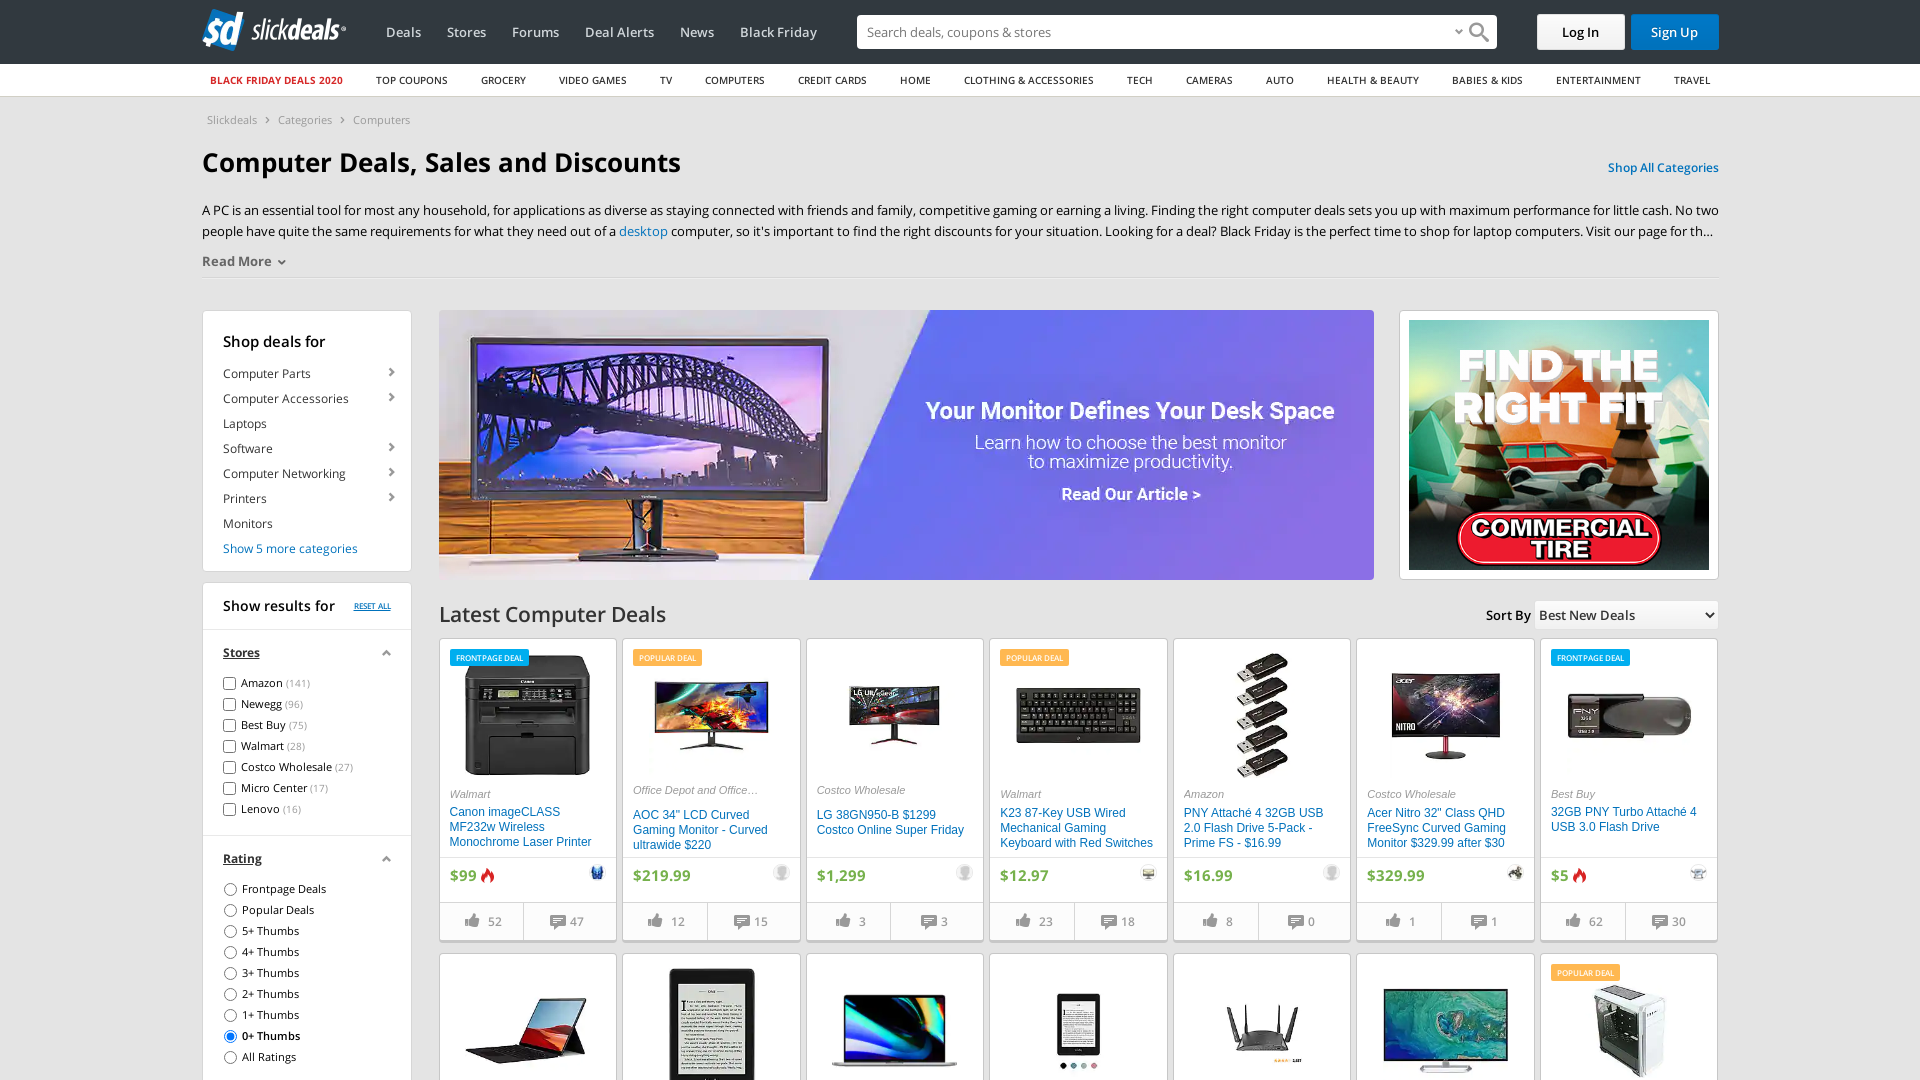 slickdeals
Deals
Stores
Forums
Deal Alerts
News
Black Friday
Search deals, coupons & stores
Log In
Sign Up
BLACK FRIDAY DEALS 2020
TOP COUPONS
GROCERY
VIDEO GAMES
TV
COMPUTERS
CREDIT CARDS
HOME
CLOTHING & ACCESSORIES
TECH
CAMERAS
AUTO
HEALTH & BEAUTY
BABIES & KIDS
ENTERTAINMENT
TRAVEL
Slickdeals > Categories > Computers
Computer Deals, Sales and Discounts
Shop All Categories
A PC is an essential tool for most any household, for applications as diverse as staying connected with friends and family, competitive gaming or earning a living. Finding the right computer deals sets you up with maximum performance for little cash. No two
people have quite the same requirements for what they need out of a desktop computer, so it's important to find the right discounts for your situation. Looking for a deal? Black Friday is the perfect time to shop for laptop computers. Visit our page for th...
Read More
Shop deals for
Computer Parts
Computer Accessories
Laptops
Software
Computer Networking
Printers
Monitors
Show 5 more categories
Show results for
RESET ALL
Stores
Amazon (141)
Newegg (96)
Best Buy (75)
Walmart (28)
Costco Wholesale (27)
Micro Center (17)
Lenovo (16)
Rating
Frontpage Deals
Popular Deals
5+ Thumbs
4+ Thumbs
3+ Thumbs
2+ Thumbs
1+ Thumbs
0+ Thumbs
All Ratings
Your Monitor Defines Your Desk Space
Learn how to choose the best monitor
to maximize productivity.
Read Our Article >
FIND THE
RIGHT FIT
COMMERCIAL
TIRE
Latest Computer Deals
Sort By
Best New Deals
FRONTPAGE DEAL
Walmart
Canon imageCLASS
MF232w Wireless
Monochrome Laser Printer
$99
52
47
POPULAR DEAL
Office Depot and Office…
AOC 34" LCD Curved
Gaming Monitor - Curved
ultrawide $220
$219.99
12
15
Costco Wholesale
LG 38GN950-B $1299
Costco Online Super Friday
$1,299
3
3
POPULAR DEAL
Walmart
K23 87-Key USB Wired
Mechanical Gaming
Keyboard with Red Switches
$12.97
23
18
Amazon
PNY Attaché 4 32GB USB
2.0 Flash Drive 5-Pack -
Prime FS - $16.99
$16.99
8
0
acer
NITRO
Costco Wholesale
Acer Nitro 32" Class QHD
FreeSync Curved Gaming
Monitor $329.99 after $30
$329.99
1
1
FRONTPAGE DEAL
PNY
Best Buy
32GB PNY Turbo Attaché 4
USB 3.0 Flash Drive
$5
62
30
POPULAR DEAL